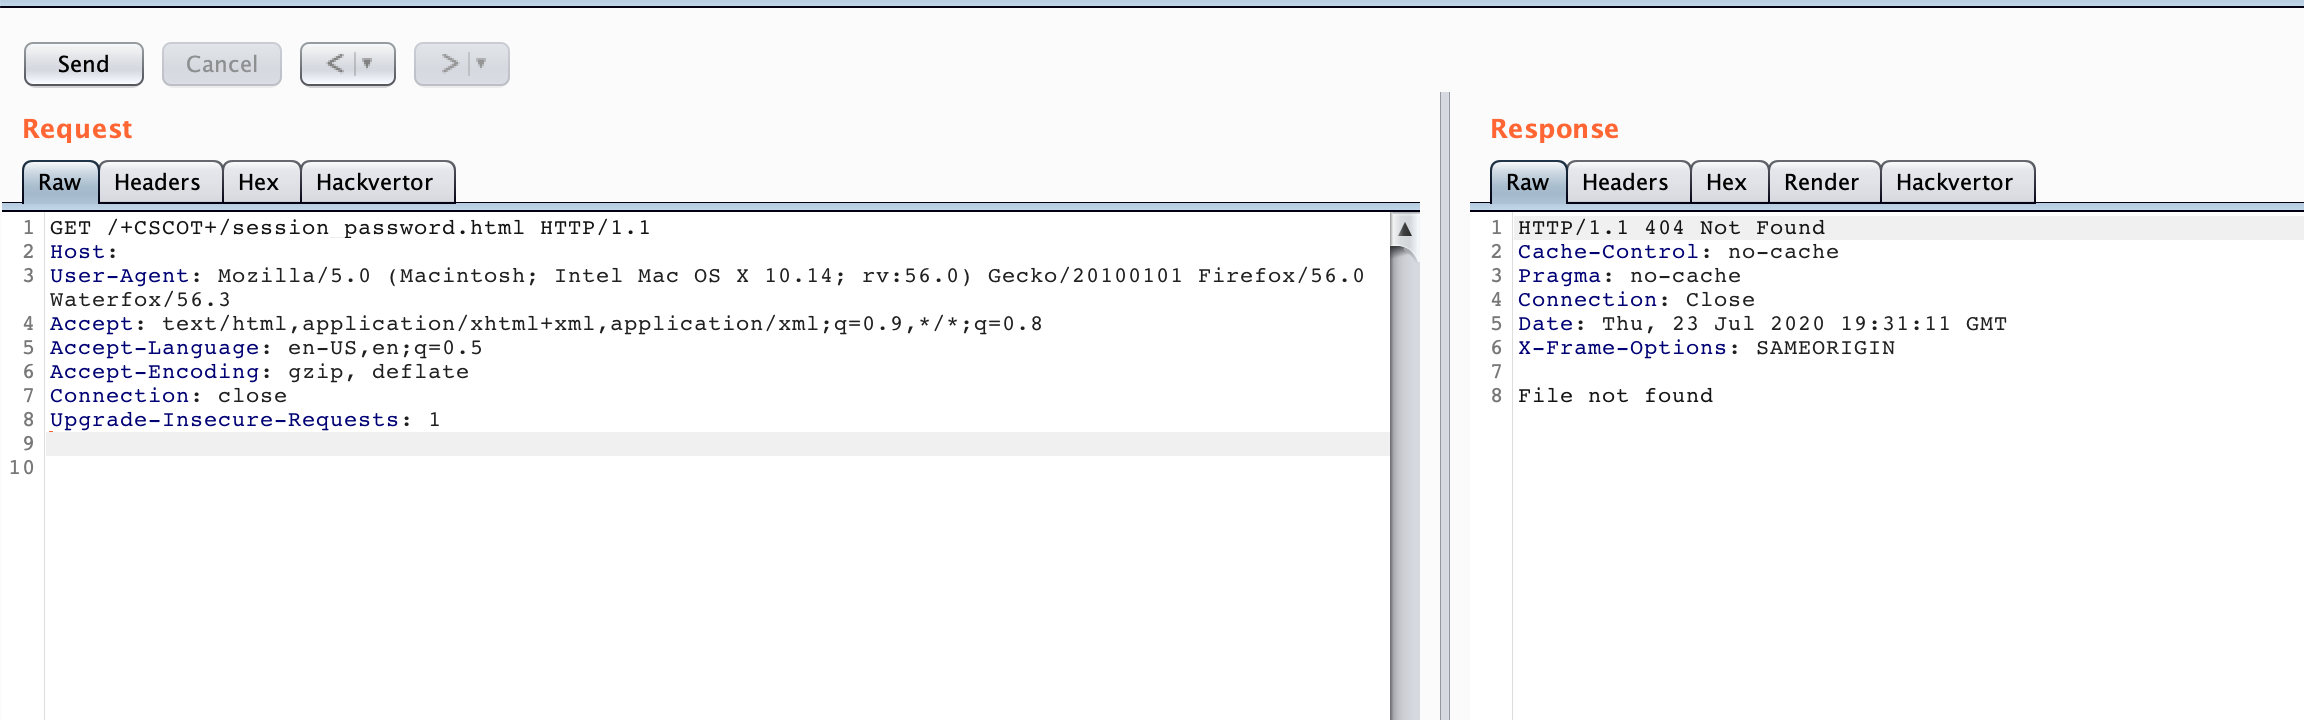 Send Cancel < >
Request
Raw Headers Hex Hackvertor
1 GET /+CSCOT+/session password.html HTTP/1.1
2 Host:
3 User-Agent: Mozilla/5.0 (Macintosh; Intel Mac OS X 10.14; rv:56.0) Gecko/20100101 Firefox/56.0
Waterfox/56.3
4 Accept: text/html,application/xhtml+xml,application/xml;q=0.9,*/*;q=0.8
5 Accept-Language: en-US,en;q=0.5
6 Accept-Encoding: gzip, deflate
7 Connection: close
8 Upgrade-Insecure-Requests: 1
9
10
Response
Raw Headers Hex Render Hackvertor
1 HTTP/1.1 404 Not Found
2 Cache-Control: no-cache
3 Pragma: no-cache
4 Connection: Close
5 Date: Thu, 23 Jul 2020 19:31:11 GMT
6 X-Frame-Options: SAMEORIGIN
7
8 File not found